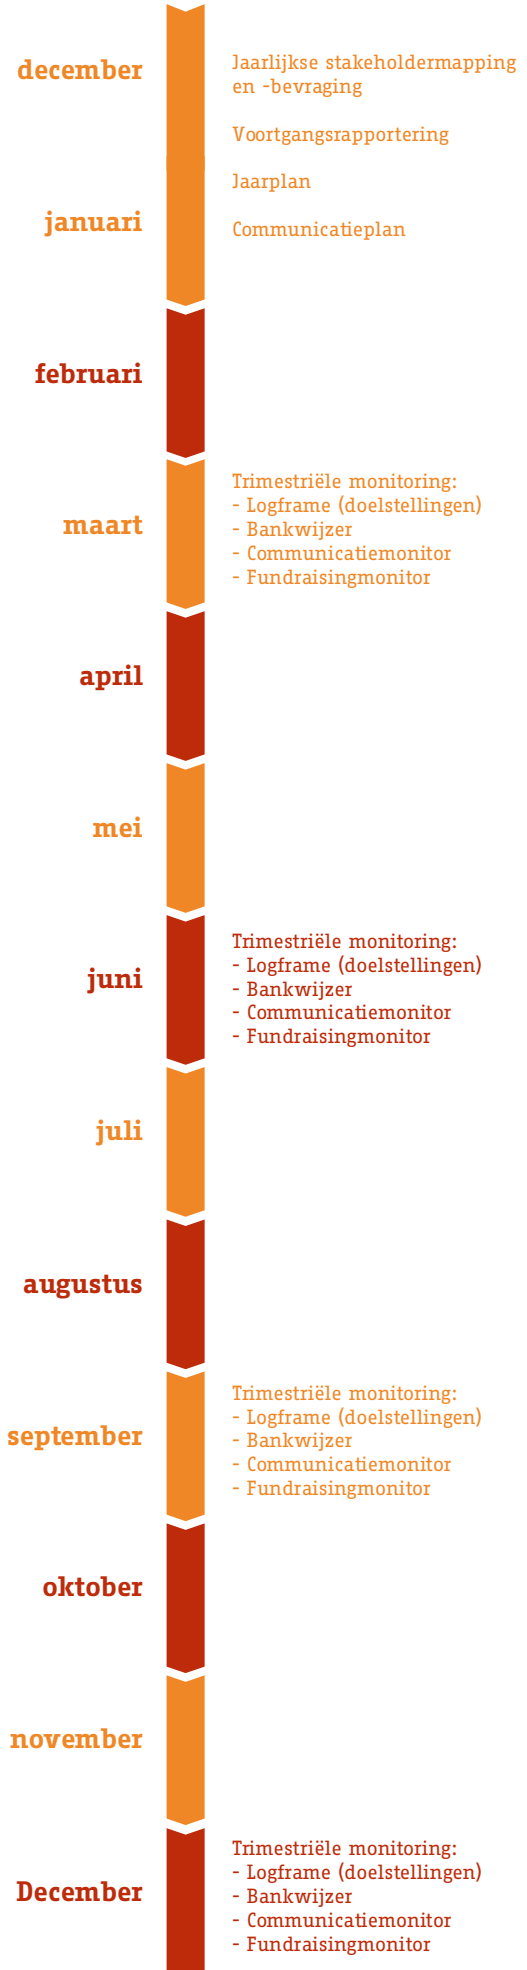 december
Jaarlijkse stakeholdermapping
en -bevraging
Voortgangsrapportering
Jaarplan
januari
Communicatieplan
februari
maart
Trimestriële monitoring:
- Logframe (doelstellingen)
- Bankwijzer
- Communicatiemonitor
- Fundraisingmonitor
april
mei
juni
Trimestriële monitoring:
- Logframe (doelstellingen)
- Bankwijzer
- Communicatiemonitor
- Fundraisingmonitor
juli
augustus
september
Trimestriële monitoring:
- Logframe (doelstellingen)
- Bankwijzer
- Communicatiemonitor
- Fundraisingmonitor
oktober
november
December
Trimestriële monitoring:
- Logframe (doelstellingen)
- Bankwijzer
- Communicatiemonitor
- Fundraisingmonitor